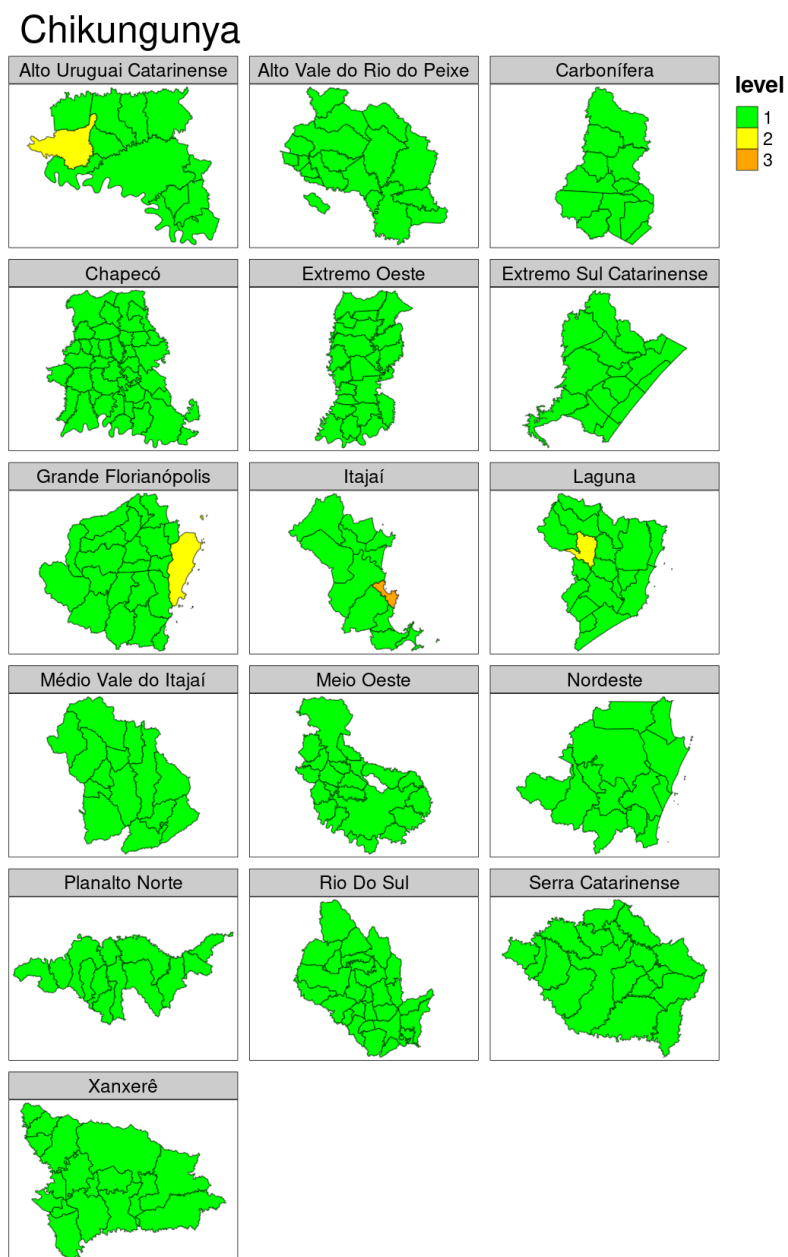 Chikungunya
Alto Uruguai Catarinense
Alto Vale do Rio do Peixe
Carbonífera
level
1
2
3
Chapecó
Extremo Oeste
Extremo Sul Catarinense
Grande Florianópolis
Itajaí
Laguna
Médio Vale do Itajaí
Meio Oeste
Nordeste
Planalto Norte
Rio Do Sul
Serra Catarinense
Xanxerê